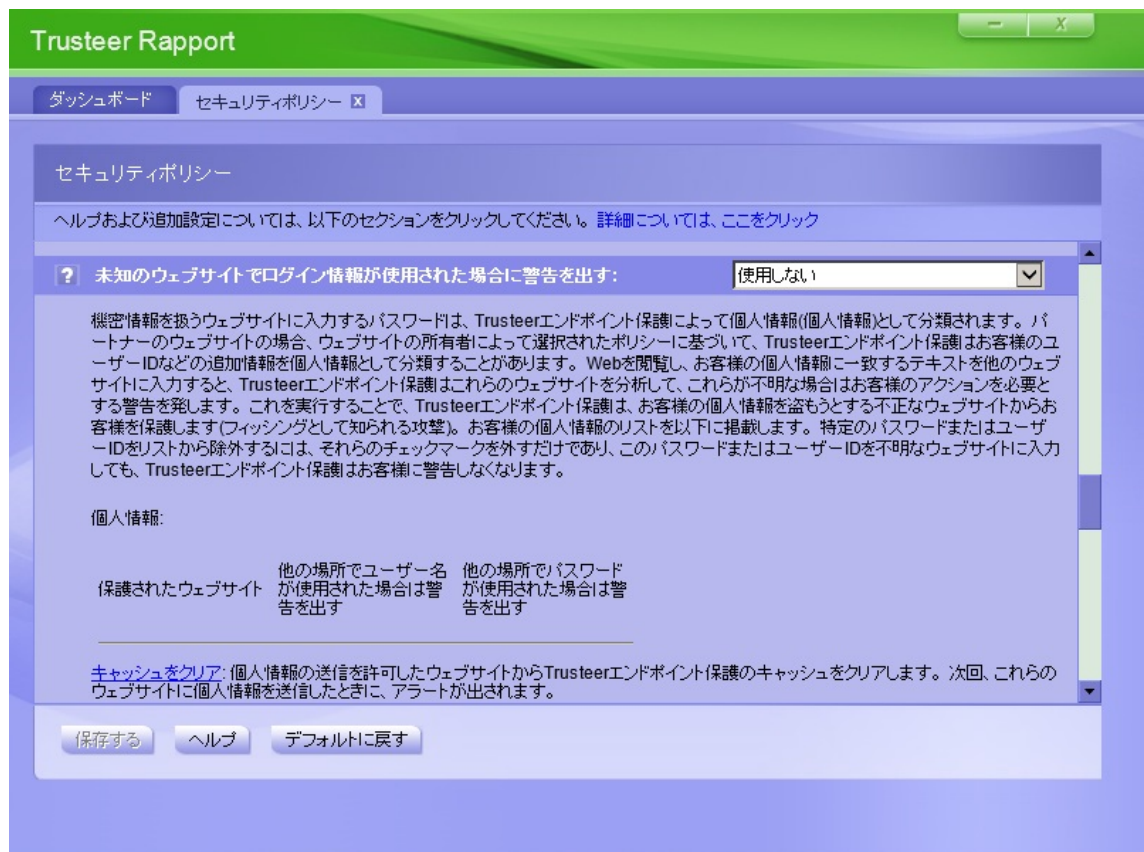 Trusteer Rapport
ダッシュボード
セキュリティポリシー
セキュリティポリシー
ヘルプおよび追加設定については、以下のセクションをクリックしてください。詳細については、ここをクリック
? 未知のウェブサイトでログイン情報が使用された場合に警告を出す: 使用しない
機密情報を扱うウェブサイトに入力するパスワードは、Trusteerエンドポイント保護によって個人情報(個人情報)として分類されます。パ
ートナーのウェブサイトの場合、ウェブサイトの所有者によって選択されたポリシーに基づいて、Trusteerエンドポイント保護はお客様のユ
ーザーIDなどの追加情報を個人情報として分類することがあります。Webを閲覧し、お客様の個人情報に一致するテキストを他のウェブ
サイトに入力すると、Trusteerエンドポイント保護はこれらのウェブサイトを分析して、これらが不明な場合はお客様のアクションを必要と
する警告を発します。これを実行することで、Trusteerエンドポイント保護は、お客様の個人情報を盗もうとする不正なウェブサイトからお
客様を保護します(フィッシングとして知られる攻撃)。お客様の個人情報のリストを以下に掲載します。特定のパスワードまたはユーザ
ーIDをリストから除外するには、それらのチェックマークを外すだけであり、このパスワードまたはユーザーIDを不明なウェブサイトに入力
しても、Trusteerエンドポイント保護はお客様に警告しなくなります。
個人情報:
保護されたウェブサイト
他の場所でユーザー名
が使用された場合は警
告を出す
他の場所でパスワード
が使用された場合は警
告を出す
キャッシュをクリア: 個人情報の送信を許可したウェブサイトからTrusteerエンドポイント保護のキャッシュをクリアします。次回、これらの
ウェブサイトに個人情報を送信したときに、アラートが出されます。
保存する ヘルプ デフォルトに戻す